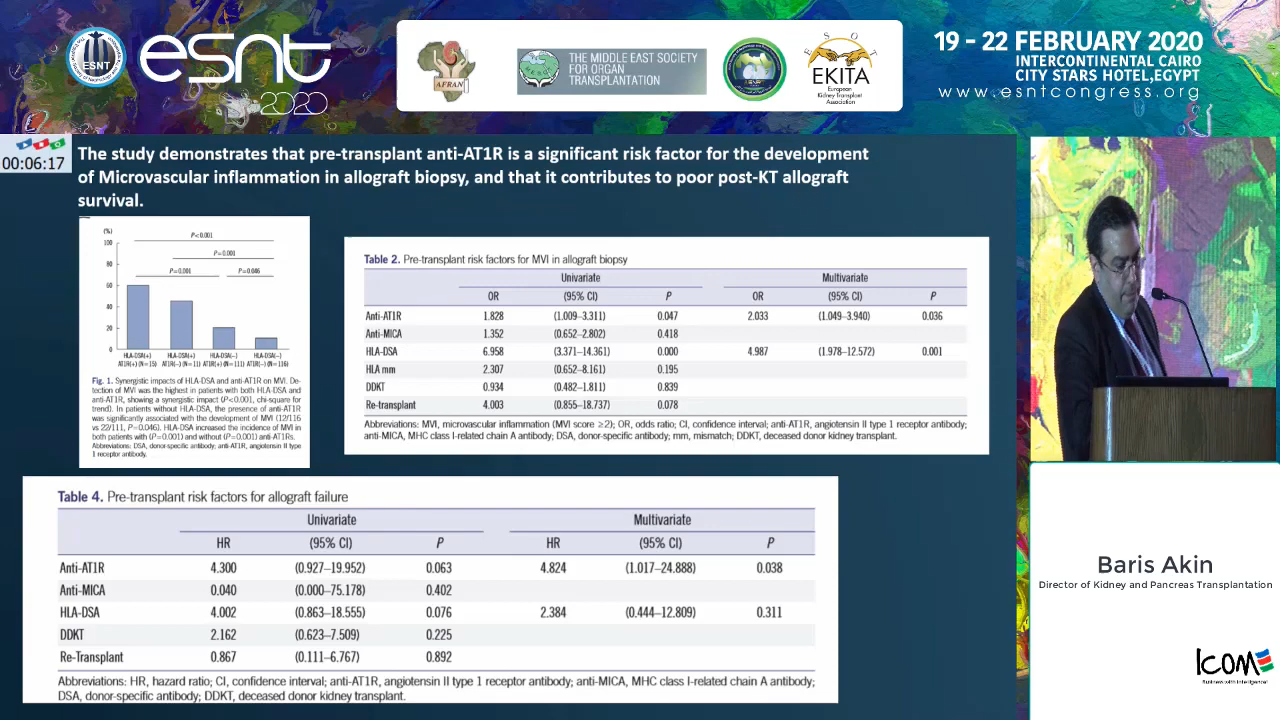 ESNT
esnt
2020
AFRAN
THE MIDDLE EAST SOCIETY
FOR ORGAN
TRANSPLANTATION
ESOT
EKITA
European
Kidney Transplant
Association
19 - 22 FEBRUARY 2020
INTERCONTINENTAL CAIRO
CITY STARS HOTEL,EGYPT
www.esntcongress.org
00:06:17
The study demonstrates that pre-transplant anti-AT1R is a significant risk factor for the development
of Microvascular inflammation in allograft biopsy, and that it contributes to poor post-KT allograft
survival.
(%)
100
80
60
40
20
0
P<0.001
P=0.001
P=0.001 P=0.046
HLA-DSA(+) HLA-DSA(+) HLA-DSA(−) HLA-DSA(−)
AT1R(+) (N=15) AT1R(−) (N=11) AT1R(+) (N=111) AT1R(−) (N=116)
Fig. 1. Synergistic impacts of HLA-DSA and anti-AT1R on MVI. De-
tection of MVI was the highest in patients with both HLA-DSA and
anti-AT1R, showing a synergistic impact (P<0.001, chi-square for
trend). In patients without HLA-DSA, the presence of anti-AT1R
was significantly associated with the development of MVI (12/116
vs 22/111, P=0.046). HLA-DSA increased the incidence of MVI in
both patients with (P=0.001) and without (P=0.001) anti-AT1Rs.
Abbreviations: DSA, donor-specific antibody; anti-AT1R, angiotensin II type
1 receptor antibody.
Table 2. Pre-transplant risk factors for MVI in allograft biopsy
Univariate Multivariate
OR (95% CI) P OR (95% CI) P
Anti-AT1R 1.828 (1.009–3.311) 0.047 2.033 (1.049–3.940) 0.036
Anti-MICA 1.352 (0.652–2.802) 0.418
HLA-DSA 6.958 (3.371–14.361) 0.000 4.987 (1.978–12.572) 0.001
HLA mm 2.307 (0.652–8.161) 0.195
DDKT 0.934 (0.482–1.811) 0.839
Re-transplant 4.003 (0.855–18.737) 0.078
Abbreviations: MVI, microvascular inflammation (MVI score ≥2); OR, odds ratio; CI, confidence interval; anti-AT1R, angiotensin II type 1 receptor antibody;
anti-MICA, MHC class I-related chain A antibody; DSA, donor-specific antibody; mm, mismatch; DDKT, deceased donor kidney transplant.
Table 4. Pre-transplant risk factors for allograft failure
Univariate Multivariate
HR (95% CI) P HR (95% CI) P
Anti-AT1R 4.300 (0.927–19.952) 0.063 4.824 (1.017–24.888) 0.038
Anti-MICA 0.040 (0.000–75.178) 0.402
HLA-DSA 4.002 (0.863–18.555) 0.076 2.384 (0.444–12.809) 0.311
DDKT 2.162 (0.623–7.509) 0.225
Re-Transplant 0.867 (0.111–6.767) 0.892
Abbreviations: HR, hazard ratio; CI, confidence interval; anti-AT1R, angiotensin II type 1 receptor antibody; anti-MICA, MHC class I-related chain A antibody;
DSA, donor-specific antibody; DDKT, deceased donor kidney transplant.
Baris Akin
Director of Kidney and Pancreas Transplantation
ICOME
Business with Intelligence!